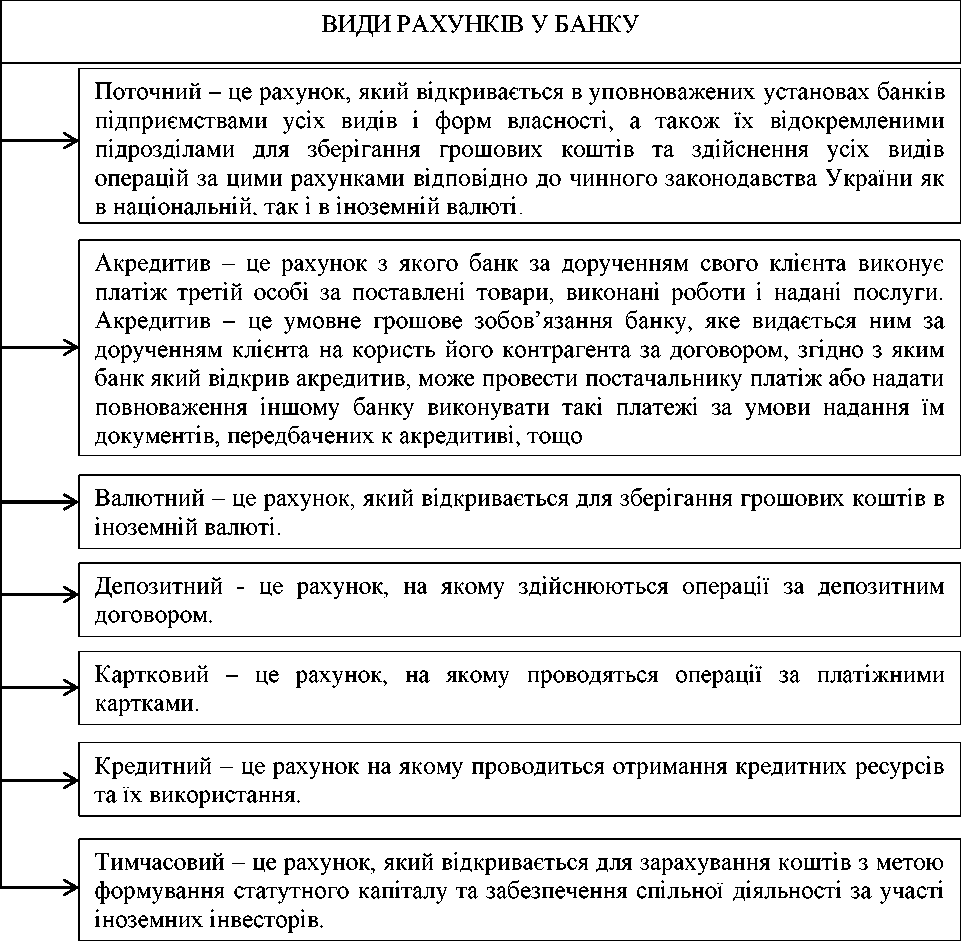 ВИДИ РАХУНКІВ У БАНКУ
Поточний – це рахунок, який відкривається в уповноважених установах банків
підприємствами усіх видів і форм власності, а також їх відокремленими
підрозділами для зберігання грошових коштів та здійснення усіх видів
операцій за цими рахунками відповідно до чинного законодавства України як
в національній, так і в іноземній валюті.
Акредитив – це рахунок з якого банк за дорученням свого клієнта виконує
платіж третій особі за поставлені товари, виконані роботи і надані послуги.
Акредитив – це умовне грошове зобов’язання банку, яке видається ним за
дорученням клієнта на користь його контрагента за договором, згідно з яким
банк який відкрив акредитив, може провести постачальнику платіж або надати
повноваження іншому банку виконувати такі платежі за умови надання їм
документів, передбачених к акредитиві, тощо
Валютний – це рахунок, який відкривається для зберігання грошових коштів в
іноземній валюті.
Депозитний - це рахунок, на якому здійснюються операції за депозитним
договором.
Картковий – це рахунок, на якому проводяться операції за платіжними
картками.
Кредитний – це рахунок на якому проводиться отримання кредитних ресурсів
та їх використання.
Тимчасовий – це рахунок, який відкривається для зарахування коштів з метою
формування статутного капіталу та забезпечення спільної діяльності за участі
іноземних інвесторів.